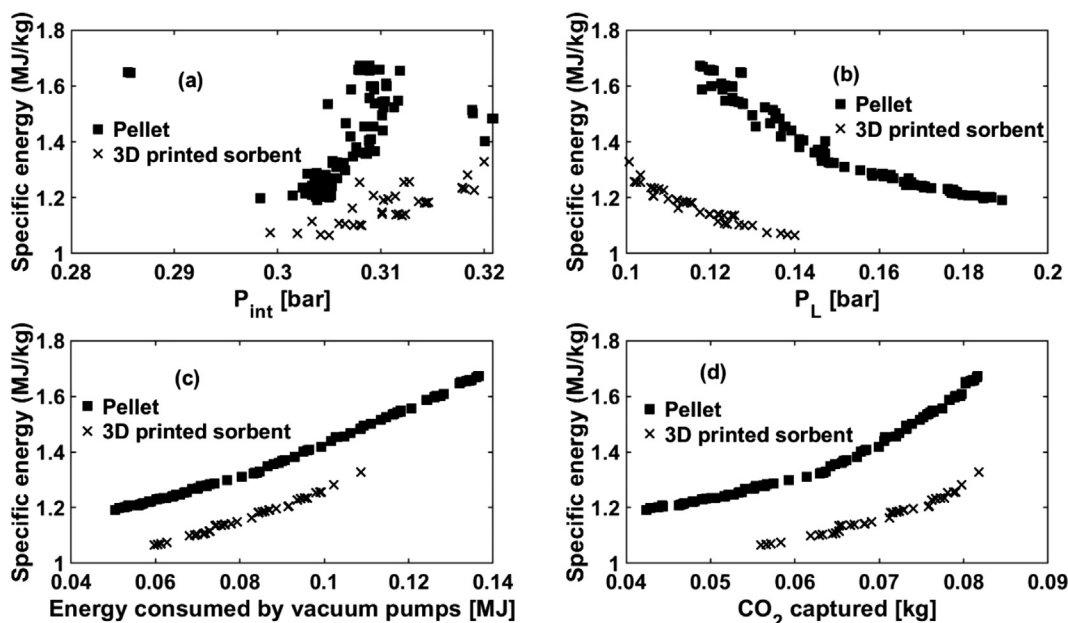 Specific energy (MJ/kg)
1.8
1.6
1.4
1.2
1
(a)
■ Pellet
× 3D printed sorbent
0.28 0.29 0.3 0.31 0.32
P_int [bar]
Specific energy (MJ/kg)
1.8
1.6
1.4
1.2
1
(b)
■ Pellet
× 3D printed sorbent
0.1 0.12 0.14 0.16 0.18 0.2
P_L [bar]
Specific energy (MJ/kg)
1.8
1.6
1.4
1.2
1
(c)
■ Pellet
× 3D printed sorbent
0.04 0.06 0.08 0.1 0.12 0.14
Energy consumed by vacuum pumps [MJ]
Specific energy (MJ/kg)
1.8
1.6
1.4
1.2
1
(d)
■ Pellet
× 3D printed sorbent
0.04 0.05 0.06 0.07 0.08 0.09
CO₂ captured [kg]